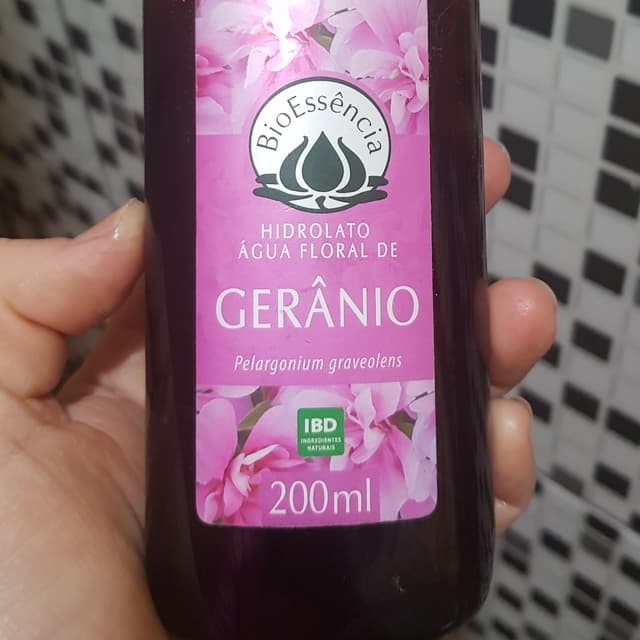 BioEssência
HIDROLATO
ÁGUA FLORAL DE
GERÂNIO
Pelargonium graveolens
IBD
INGREDIENTES
NATURAIS
200ml